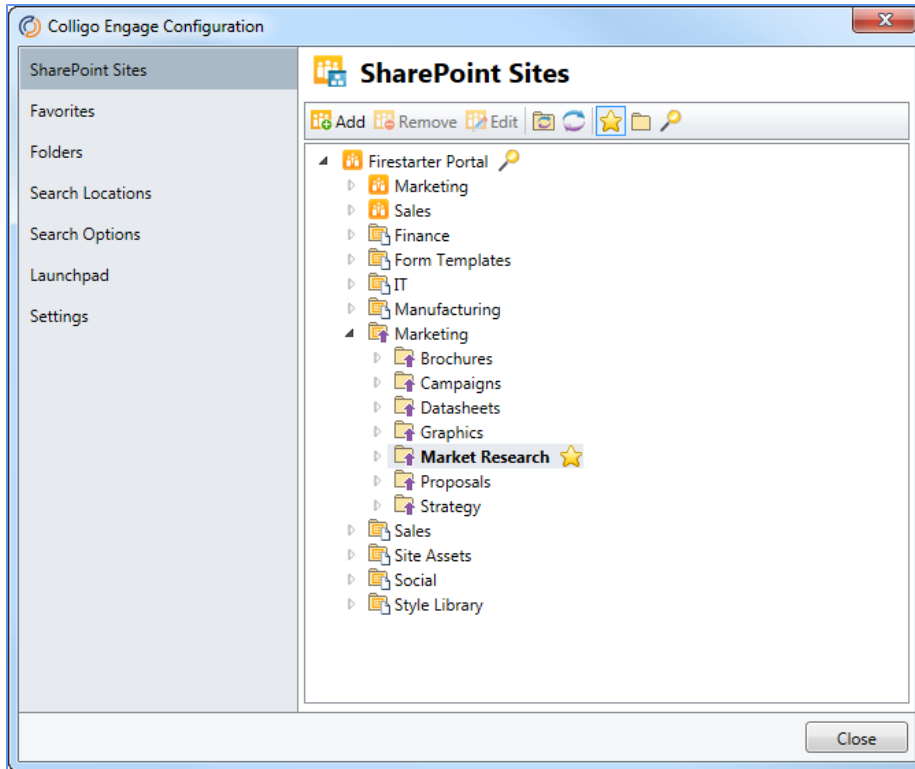 Colligo Engage Configuration
SharePoint Sites
Favorites
Folders
Search Locations
Search Options
Launchpad
Settings
SharePoint Sites
Add Remove Edit
Firestarter Portal
Marketing
Sales
Finance
Form Templates
IT
Manufacturing
Marketing
Brochures
Campaigns
Datasheets
Graphics
Market Research
Proposals
Strategy
Sales
Site Assets
Social
Style Library
Close